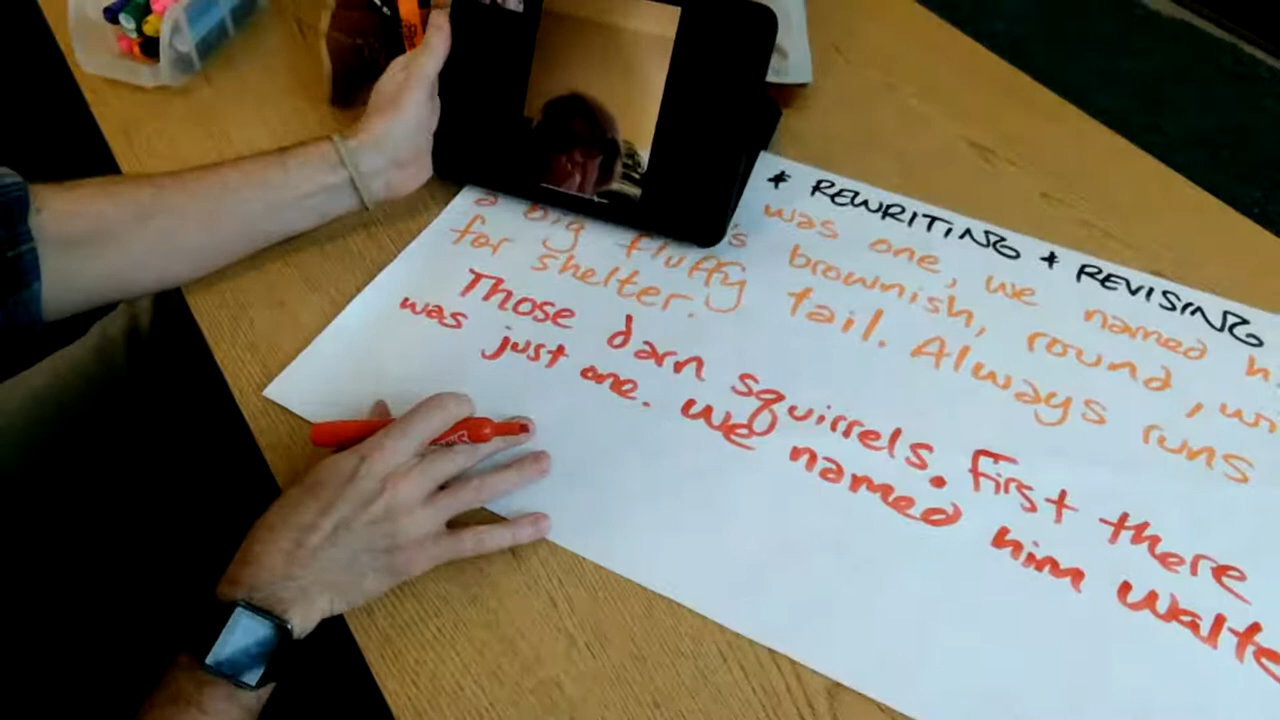 * REWRITING & REVISING
was one, we named
a big fluffy brownish, round, wi
for shelter. tail. Always runs
Those darn squirrels. First there
was just one. We named him Walte